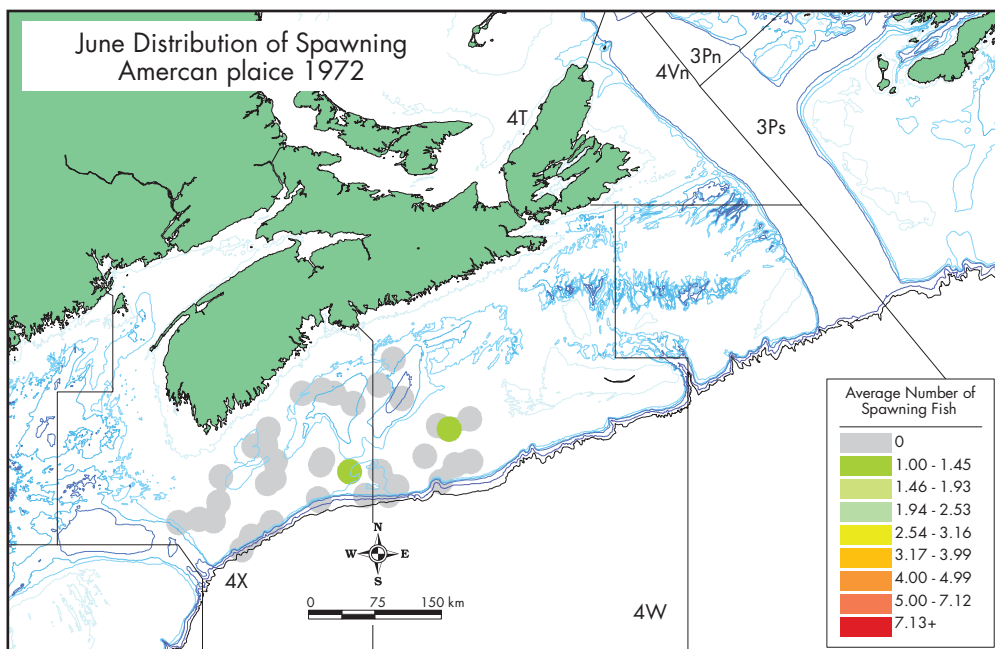 June Distribution of Spawning
Amercan plaice 1972
3Pn
4Vn
4T
3Ps
Average Number of
Spawning Fish
0
1.00 - 1.45
1.46 - 1.93
1.94 - 2.53
2.54 - 3.16
3.17 - 3.99
4.00 - 4.99
5.00 - 7.12
7.13+
N
W E
S
4X
0 75 150 km
4W